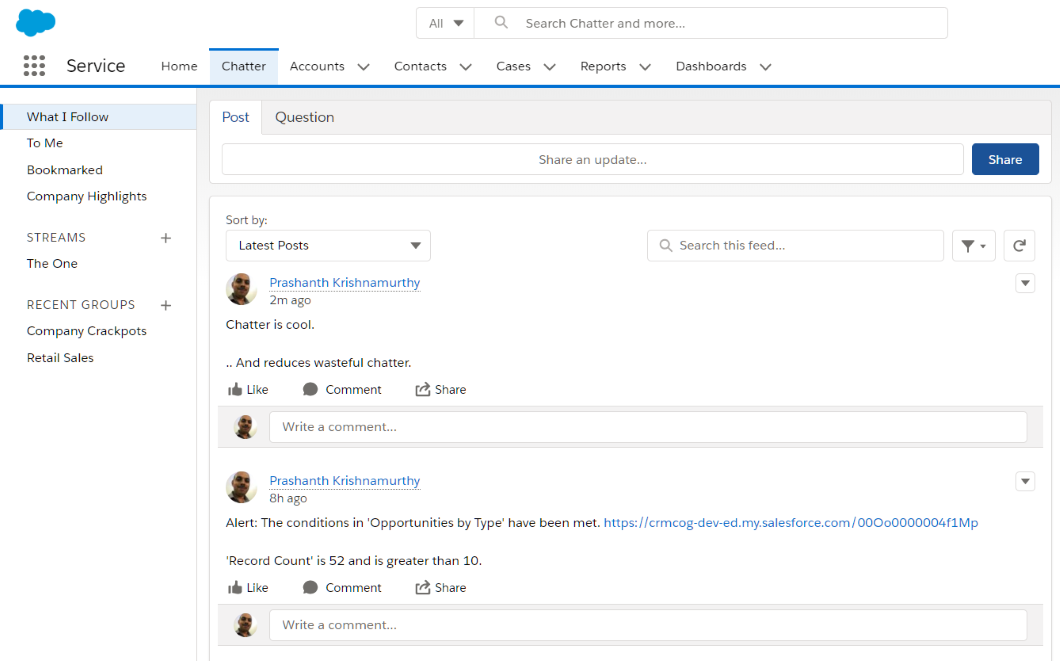 All
Search Chatter and more...
Service Home Chatter Accounts Contacts Cases Reports Dashboards
What I Follow
To Me
Bookmarked
Company Highlights
STREAMS
The One
RECENT GROUPS
Company Crackpots
Retail Sales
Post Question
Share an update... Share
Sort by:
Latest Posts Search this feed...
Prashanth Krishnamurthy
2m ago
Chatter is cool.
.. And reduces wasteful chatter.
Like Comment Share
Write a comment...
Prashanth Krishnamurthy
8h ago
Alert: The conditions in 'Opportunities by Type' have been met. https://crmcog-dev-ed.my.salesforce.com/00Oo0000004f1Mp
'Record Count' is 52 and is greater than 10.
Like Comment Share
Write a comment...